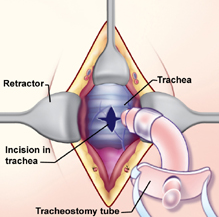 Retractor
Trachea
Incision in
trachea
Tracheostomy tube